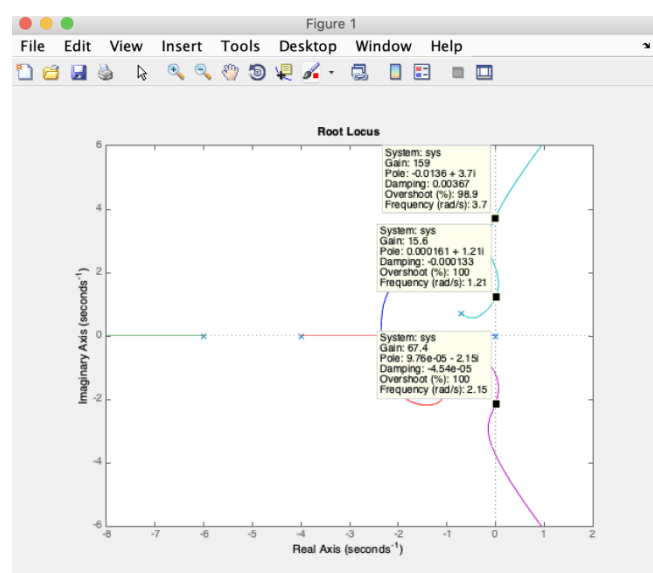 Figure 1
File Edit View Insert Tools Desktop Window Help
Root Locus
System: sys
Gain: 159
Pole: -0.0136 + 3.7i
Damping: 0.00367
Overshoot (%): 98.9
Frequency (rad/s): 3.7
System: sys
Gain: 15.6
Pole: 0.000161 + 1.21i
Damping: -0.000133
Overshoot (%): 100
Frequency (rad/s): 1.21
System: sys
Gain: 67.4
Pole: 9.76e-05 - 2.15i
Damping: -4.54e-05
Overshoot (%): 100
Frequency (rad/s): 2.15
Imaginary Axis (seconds⁻¹)
6
4
2
0
-2
-4
-6
-8 -7 -6 -5 -4 -3 -2 -1 0 1 2
Real Axis (seconds⁻¹)